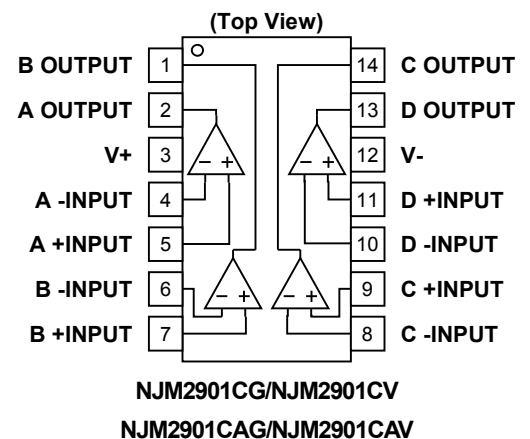 (Top View)
B OUTPUT 1 14 C OUTPUT
A OUTPUT 2 13 D OUTPUT
V+ 3 12 V-
− + − +
A -INPUT 4 11 D +INPUT
A +INPUT 5 10 D -INPUT
B -INPUT 6 − + − + 9 C +INPUT
B +INPUT 7 8 C -INPUT
NJM2901CG/NJM2901CV
NJM2901CAG/NJM2901CAV